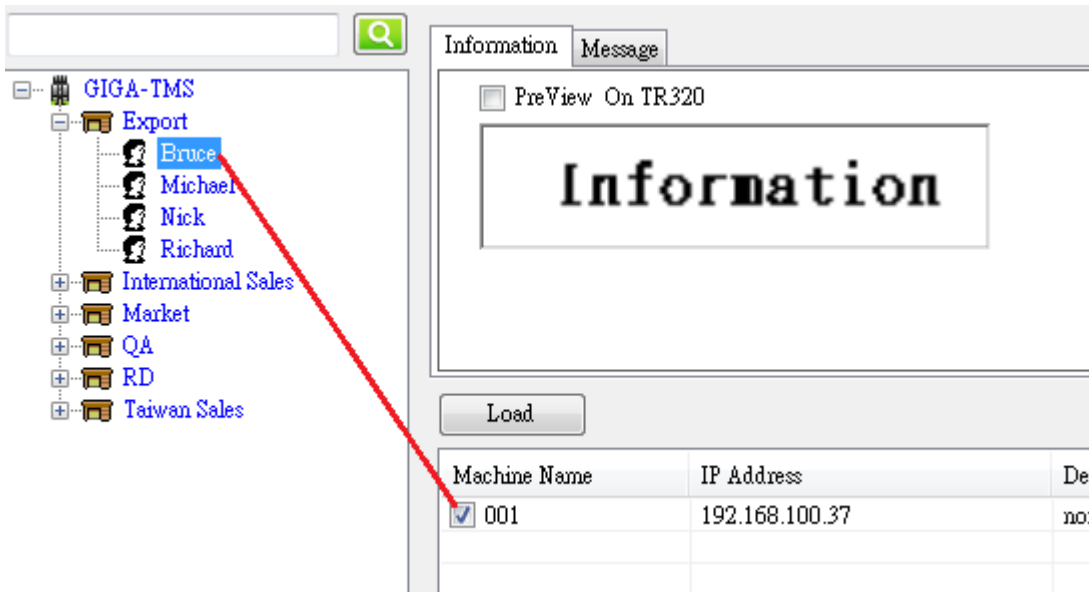 Information Message
GIGA-TMS
PreView On TR320
Export
Bruce
Information
Michael
Nick
Richard
International Sales
Market
QA
RD
Taiwan Sales
Load
Machine Name IP Address De
001 192.168.100.37